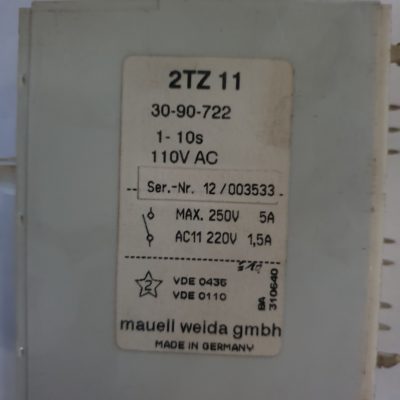 2TZ 11
30-90-722
1- 10s
110V AC
Ser.-Nr. 12/003533
MAX. 250V 5A
AC11 220V 1,5A
2
VDE 0435
VDE 0110
BA
310640
mauell weida gmbh
MADE IN GERMANY